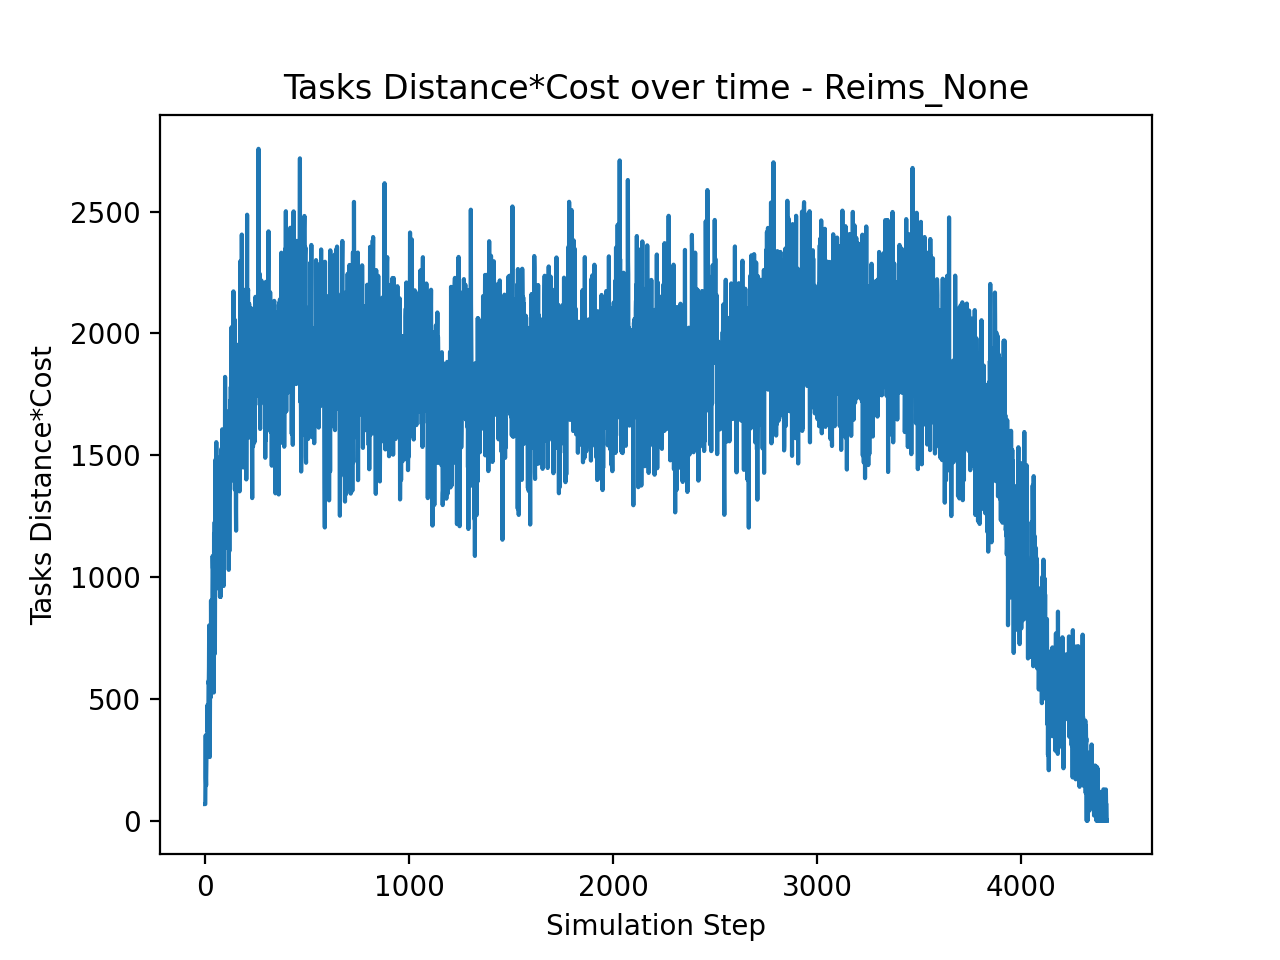 Tasks Distance*Cost over time - Reims_None
Tasks Distance*Cost
2500
2000
1500
1000
500
0
0 1000 2000 3000 4000
Simulation Step